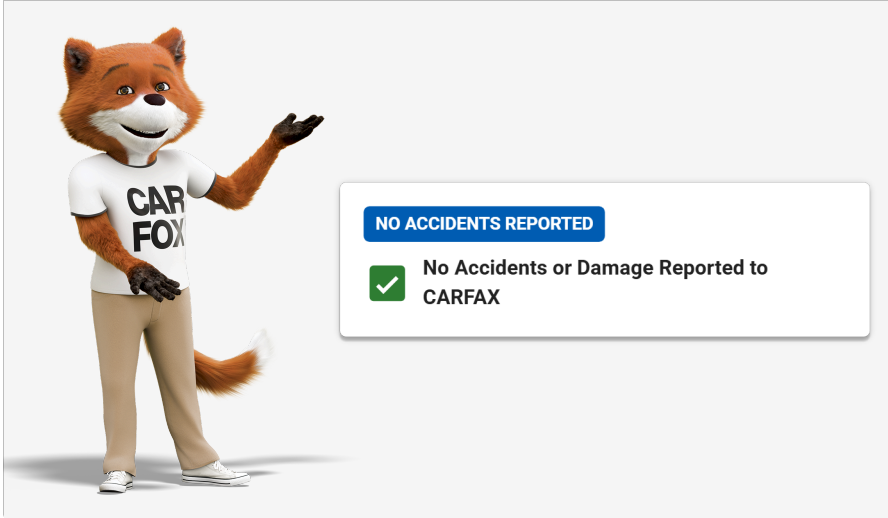 CAR
FOX
NO ACCIDENTS REPORTED
No Accidents or Damage Reported to
CARFAX